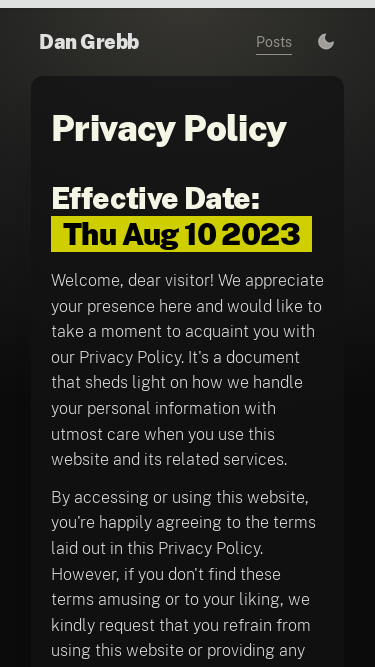 Dan Grebb
Posts
Privacy Policy
Effective Date:
Thu Aug 10 2023
Welcome, dear visitor! We appreciate
your presence here and would like to
take a moment to acquaint you with
our Privacy Policy. It's a document
that sheds light on how we handle
your personal information with
utmost care when you use this
website and its related services.
By accessing or using this website,
you're happily agreeing to the terms
laid out in this Privacy Policy.
However, if you don't find these
terms amusing or to your liking, we
kindly request that you refrain from
using this website or providing any